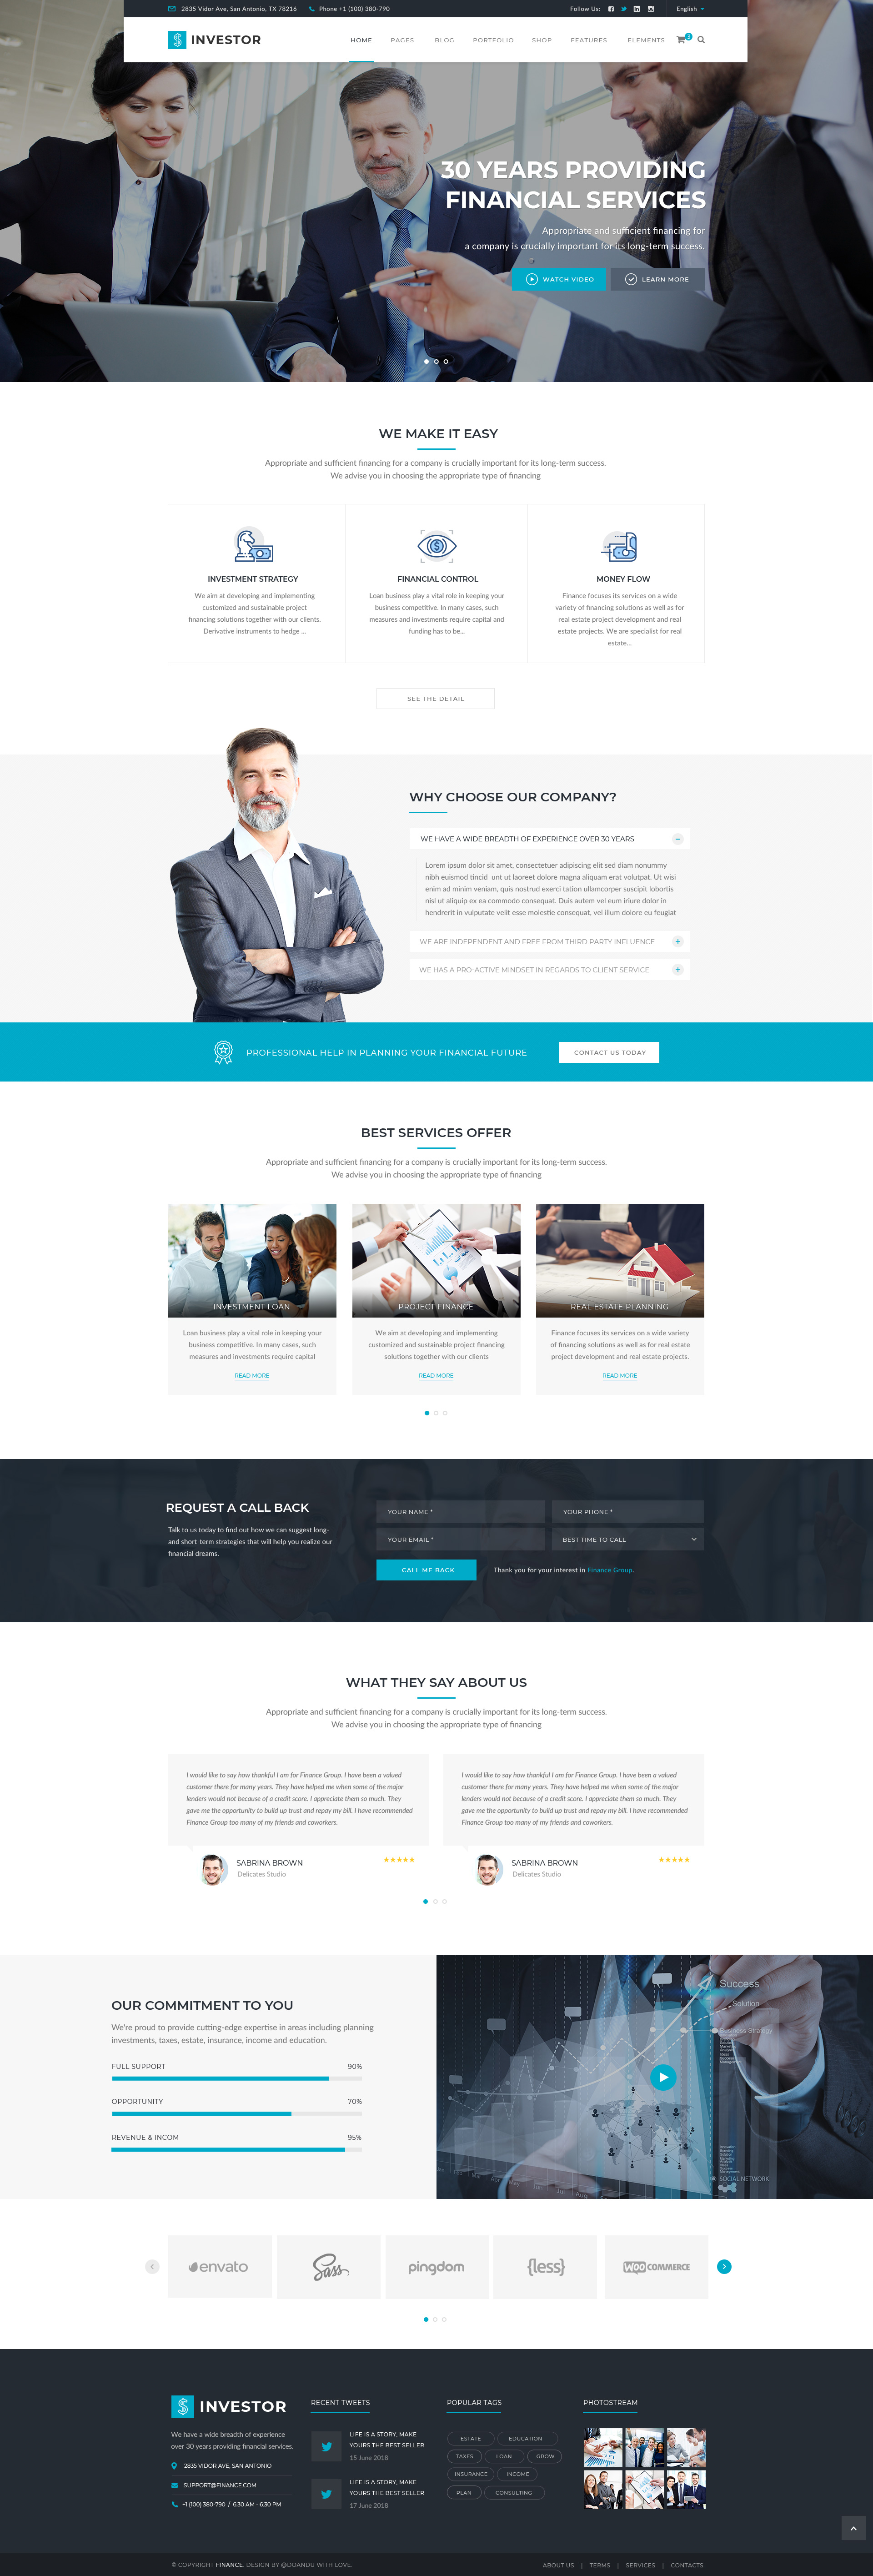 2835 Vidor Ave, San Antonio, TX 78216
Phone +1 (100) 380-790
Follow Us:
English
INVESTOR
HOME PAGES BLOG PORTFOLIO SHOP FEATURES ELEMENTS
3
30 YEARS PROVIDING
FINANCIAL SERVICES
Appropriate and sufficient financing for
a company is crucially important for its long-term success.
WATCH VIDEO
LEARN MORE
WE MAKE IT EASY
Appropriate and sufficient financing for a company is crucially important for its long-term success.
We advise you in choosing the appropriate type of financing
INVESTMENT STRATEGY
We aim at developing and implementing
customized and sustainable project
financing solutions together with our clients.
Derivative instruments to hedge ...
FINANCIAL CONTROL
Loan business play a vital role in keeping your
business competitive. In many cases, such
measures and investments require capital and
funding has to be...
MONEY FLOW
Finance focuses its services on a wide
variety of financing solutions as well as for
real estate project development and real
estate projects. We are specialist for real
estate...
SEE THE DETAIL
WHY CHOOSE OUR COMPANY?
WE HAVE A WIDE BREADTH OF EXPERIENCE OVER 30 YEARS
Lorem ipsum dolor sit amet, consectetuer adipiscing elit sed diam nonummy
nibh euismod tincid unt ut laoreet dolore magna aliquam erat volutpat. Ut wisi
enim ad minim veniam, quis nostrud exerci tation ullamcorper suscipit lobortis
nisl ut aliquip ex ea commodo consequat. Duis autem vel eum iriure dolor in
hendrerit in vulputate velit esse molestie consequat, vel illum dolore eu feugiat
WE ARE INDEPENDENT AND FREE FROM THIRD PARTY INFLUENCE
WE HAS A PRO-ACTIVE MINDSET IN REGARDS TO CLIENT SERVICE
PROFESSIONAL HELP IN PLANNING YOUR FINANCIAL FUTURE
CONTACT US TODAY
BEST SERVICES OFFER
Appropriate and sufficient financing for a company is crucially important for its long-term success.
We advise you in choosing the appropriate type of financing
INVESTMENT LOAN
Loan business play a vital role in keeping your
business competitive. In many cases, such
measures and investments require capital
READ MORE
PROJECT FINANCE
We aim at developing and implementing
customized and sustainable project financing
solutions together with our clients
READ MORE
REAL ESTATE PLANNING
Finance focuses its services on a wide variety
of financing solutions as well as for real estate
project development and real estate projects.
READ MORE
REQUEST A CALL BACK
Talk to us today to find out how we can suggest long-
and short-term strategies that will help you realize our
financial dreams.
YOUR NAME *
YOUR PHONE *
YOUR EMAIL *
BEST TIME TO CALL
CALL ME BACK
Thank you for your interest in Finance Group.
WHAT THEY SAY ABOUT US
Appropriate and sufficient financing for a company is crucially important for its long-term success.
We advise you in choosing the appropriate type of financing
I would like to say how thankful I am for Finance Group. I have been a valued
customer there for many years. They have helped me when some of the major
lenders would not because of a credit score. I appreciate them so much. They
gave me the opportunity to build up trust and repay my bill. I have recommended
Finance Group too many of my friends and coworkers.
SABRINA BROWN
Delicates Studio
I would like to say how thankful I am for Finance Group. I have been a valued
customer there for many years. They have helped me when some of the major
lenders would not because of a credit score. I appreciate them so much. They
gave me the opportunity to build up trust and repay my bill. I have recommended
Finance Group too many of my friends and coworkers.
SABRINA BROWN
Delicates Studio
OUR COMMITMENT TO YOU
We're proud to provide cutting-edge expertise in areas including planning
investments, taxes, estate, insurance, income and education.
FULL SUPPORT 90%
OPPORTUNITY 70%
REVENUE & INCOM 95%
Success
Solution
Business Strategy
SOCIAL NETWORK
Jul
Aug
envato
Sass
pingdom
{less}
WOO COMMERCE
INVESTOR
We have a wide breadth of experience
over 30 years providing financial services.
2835 VIDOR AVE, SAN ANTONIO
SUPPORT@FINANCE.COM
+1 (100) 380-790 / 6:30 AM - 6:30 PM
RECENT TWEETS
LIFE IS A STORY, MAKE
YOURS THE BEST SELLER
15 June 2018
LIFE IS A STORY, MAKE
YOURS THE BEST SELLER
17 June 2018
POPULAR TAGS
ESTATE EDUCATION
TAXES LOAN GROW
INSURANCE INCOME
PLAN CONSULTING
PHOTOSTREAM
© COPYRIGHT FINANCE. DESIGN BY @DOANDU WITH LOVE.
ABOUT US | TERMS | SERVICES | CONTACTS